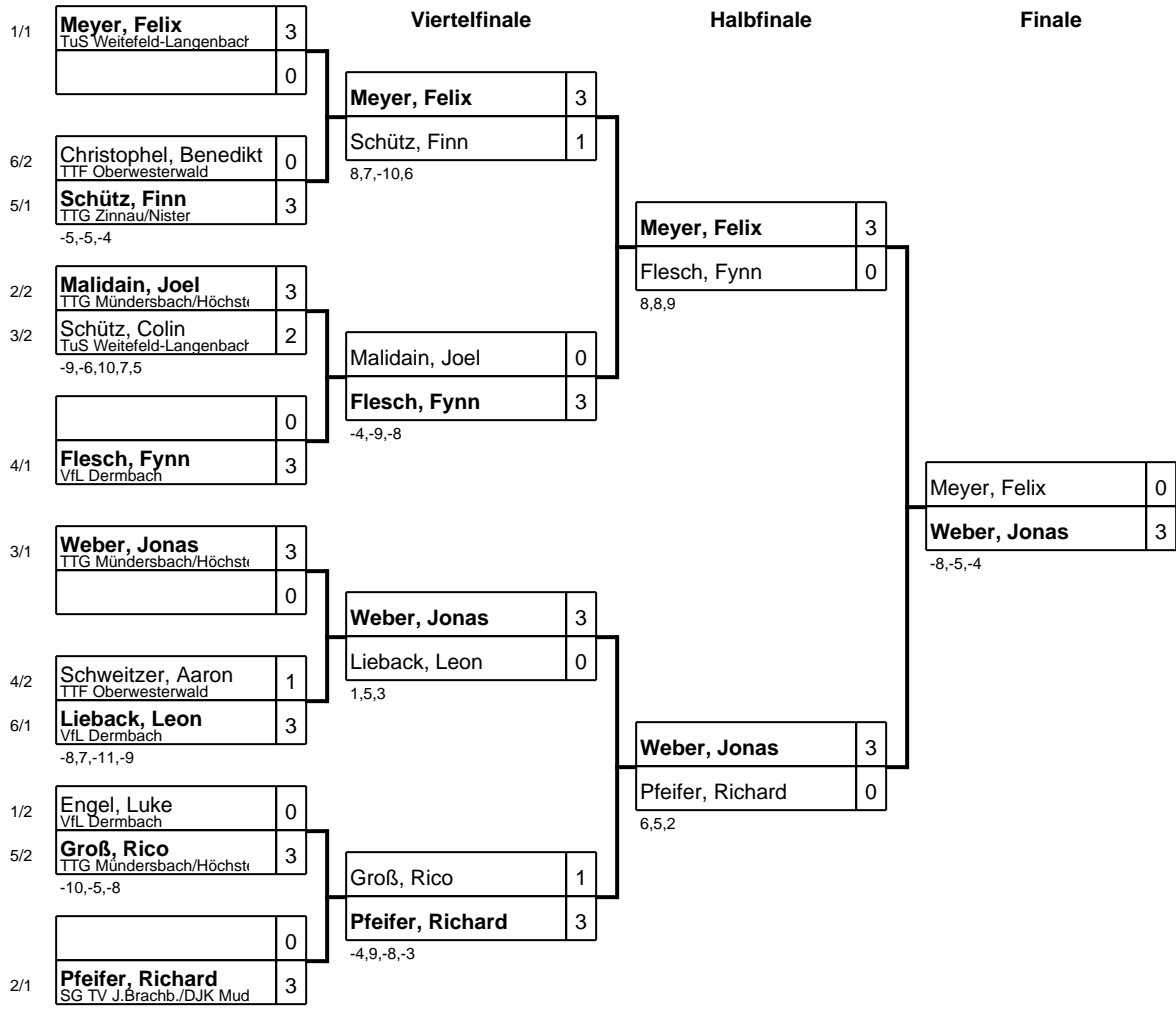 Viertelfinale
Halbfinale
Finale
1/1
Meyer, Felix
3
TuS Weitefeld-Langenbach
0
6/2
Christophel, Benedikt
0
TTF Oberwesterwald
5/1
Schütz, Finn
3
TTG Zinnau/Nister
-5,-5,-4
2/2
Malidain, Joel
3
TTG Mündersbach/Höchste
3/2
Schütz, Colin
2
TuS Weitefeld-Langenbach
-9,-6,10,7,5
0
4/1
Flesch, Fynn
3
VfL Dermbach
3/1
Weber, Jonas
3
TTG Mündersbach/Höchste
0
4/2
Schweitzer, Aaron
1
TTF Oberwesterwald
6/1
Lieback, Leon
3
VfL Dermbach
-8,7,-11,-9
1/2
Engel, Luke
0
VfL Dermbach
5/2
Groß, Rico
3
TTG Mündersbach/Höchste
-10,-5,-8
0
2/1
Pfeifer, Richard
3
SG TV J.Brachb./DJK Mud
Meyer, Felix
3
Schütz, Finn
1
8,7,-10,6
Malidain, Joel
0
Flesch, Fynn
3
-4,-9,-8
Weber, Jonas
3
Lieback, Leon
0
1,5,3
Groß, Rico
1
Pfeifer, Richard
3
-4,9,-8,-3
Meyer, Felix
3
Flesch, Fynn
0
8,8,9
Weber, Jonas
3
Pfeifer, Richard
0
6,5,2
Meyer, Felix
0
Weber, Jonas
3
-8,-5,-4